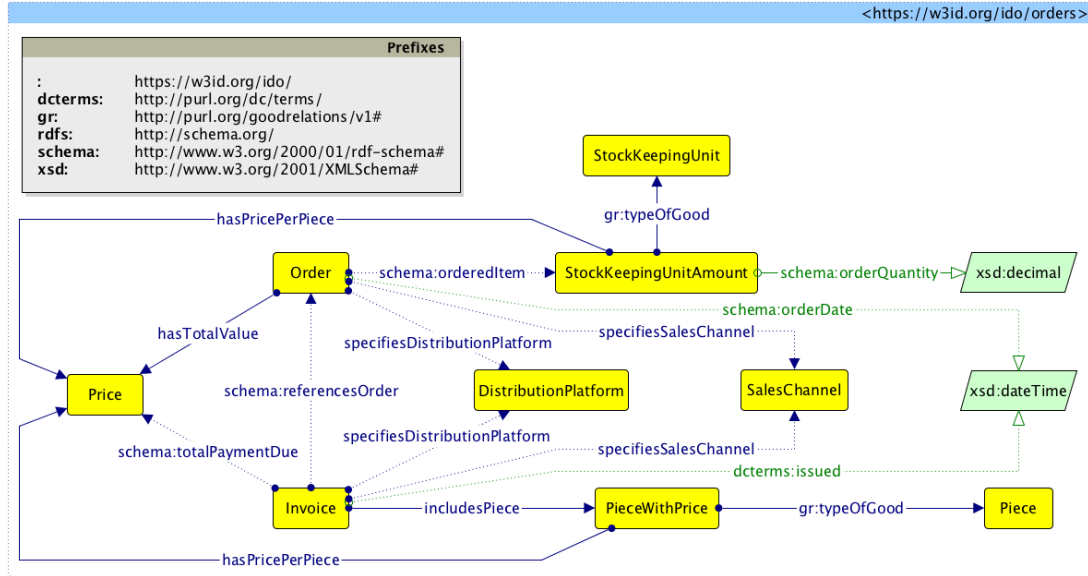 <https://w3id.org/ido/orders>
Prefixes
: https://w3id.org/ido/
dcterms: http://purl.org/dc/terms/
gr: http://purl.org/goodrelations/v1#
rdfs: http://schema.org/
schema: http://www.w3.org/2000/01/rdf-schema#
xsd: http://www.w3.org/2001/XMLSchema#
StockKeepingUnit
gr:typeOfGood
hasPricePerPiece
Order
schema:orderedItem
StockKeepingUnitAmount
schema:orderQuantity
xsd:decimal
schema:orderDate
hasTotalValue
specifiesDistributionPlatform
specifiesSalesChannel
Price
schema:referencesOrder
DistributionPlatform
SalesChannel
xsd:dateTime
specifiesDistributionPlatform
specifiesSalesChannel
schema:totalPaymentDue
dcterms:issued
Invoice
includesPiece
PieceWithPrice
gr:typeOfGood
Piece
hasPricePerPiece